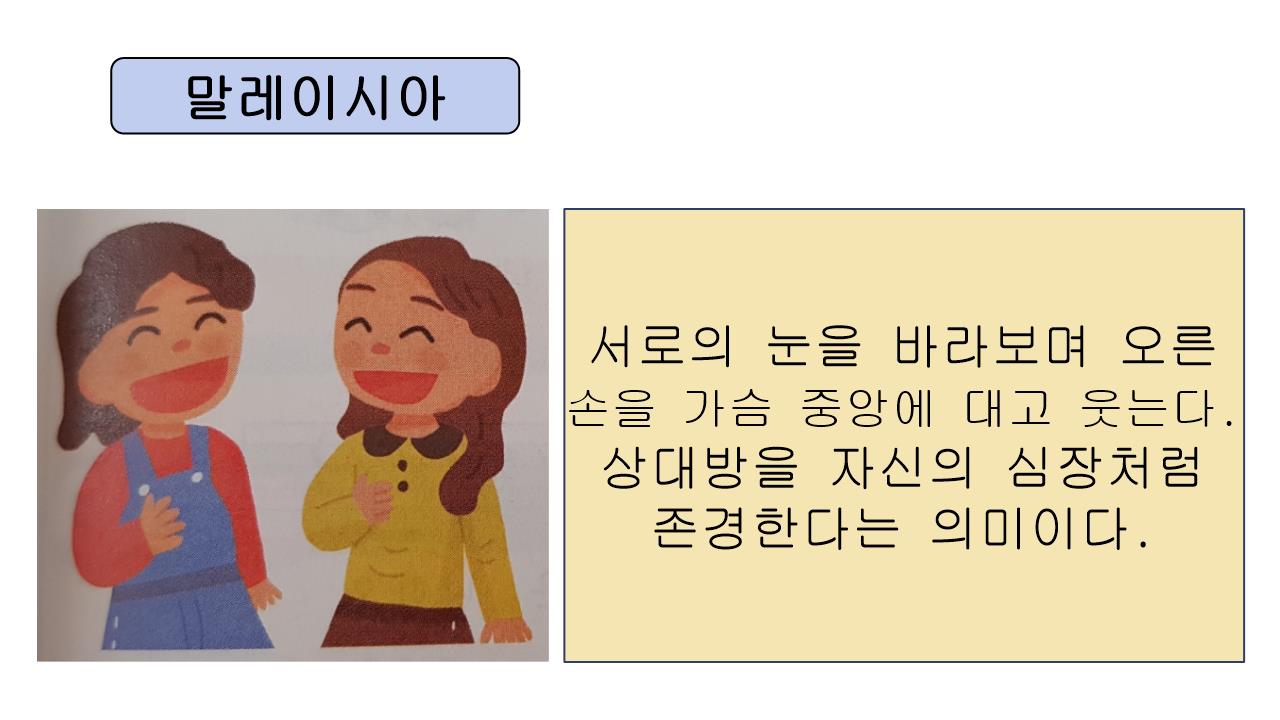 말레이시아
서로의 눈을 바라보며 오른
손을 가슴 중앙에 대고 웃는다.
상대방을 자신의 심장처럼
존경한다는 의미이다.